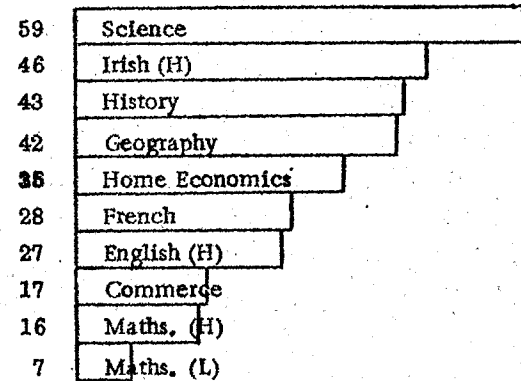 59 Science
46 Irish (H)
43 History
42 Geography
35 Home Economics
28 French
27 English (H)
17 Commerce
16 Maths. (H)
7 Maths. (L)